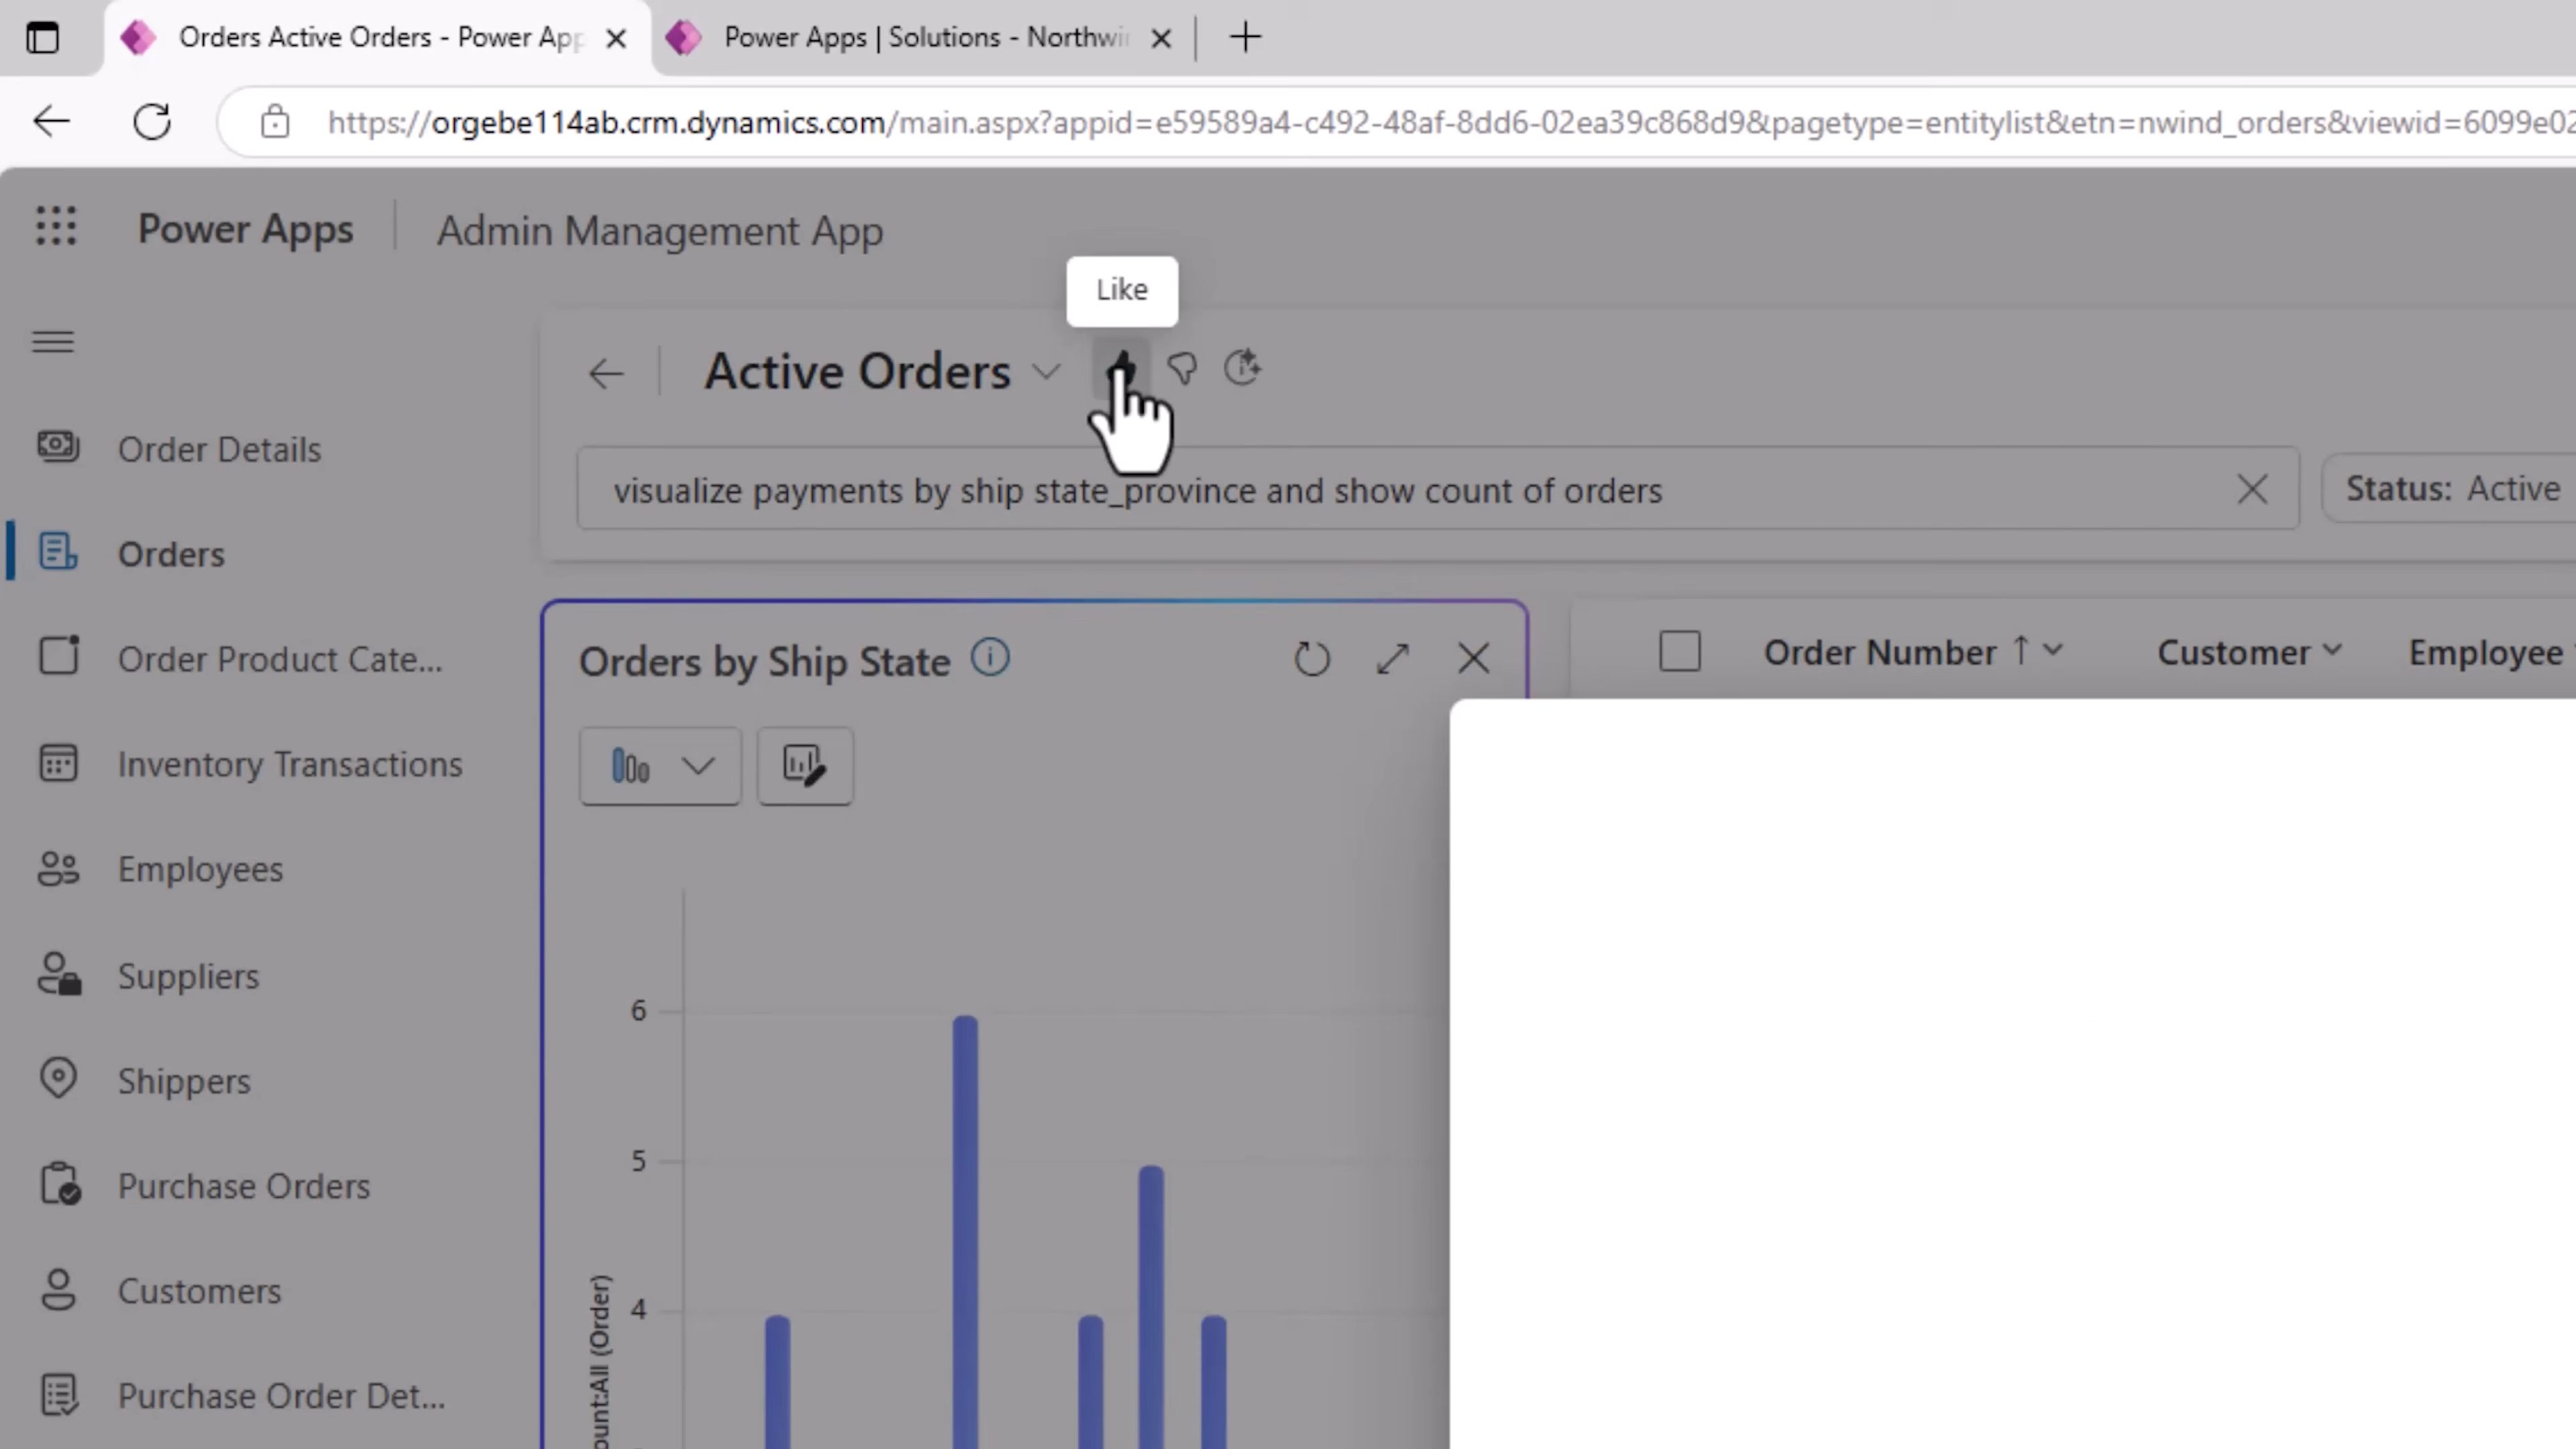 Orders Active Orders - Power App
Power Apps | Solutions - Northwi
https://orgebe114ab.crm.dynamics.com/main.aspx?appid=e59589a4-c492-48af-8dd6-02ea39c868d9&pagetype=entitylist&etn=nwind_orders&viewid=6099e02
Power Apps
Admin Management App
Like
Active Orders
visualize payments by ship state_province and show count of orders
Status: Active
Order Details
Orders
Order Product Cate...
Inventory Transactions
Employees
Suppliers
Shippers
Purchase Orders
Customers
Purchase Order Det...
Orders by Ship State
Order Number
Customer
Employee
6
5
4
ount:All (Order)